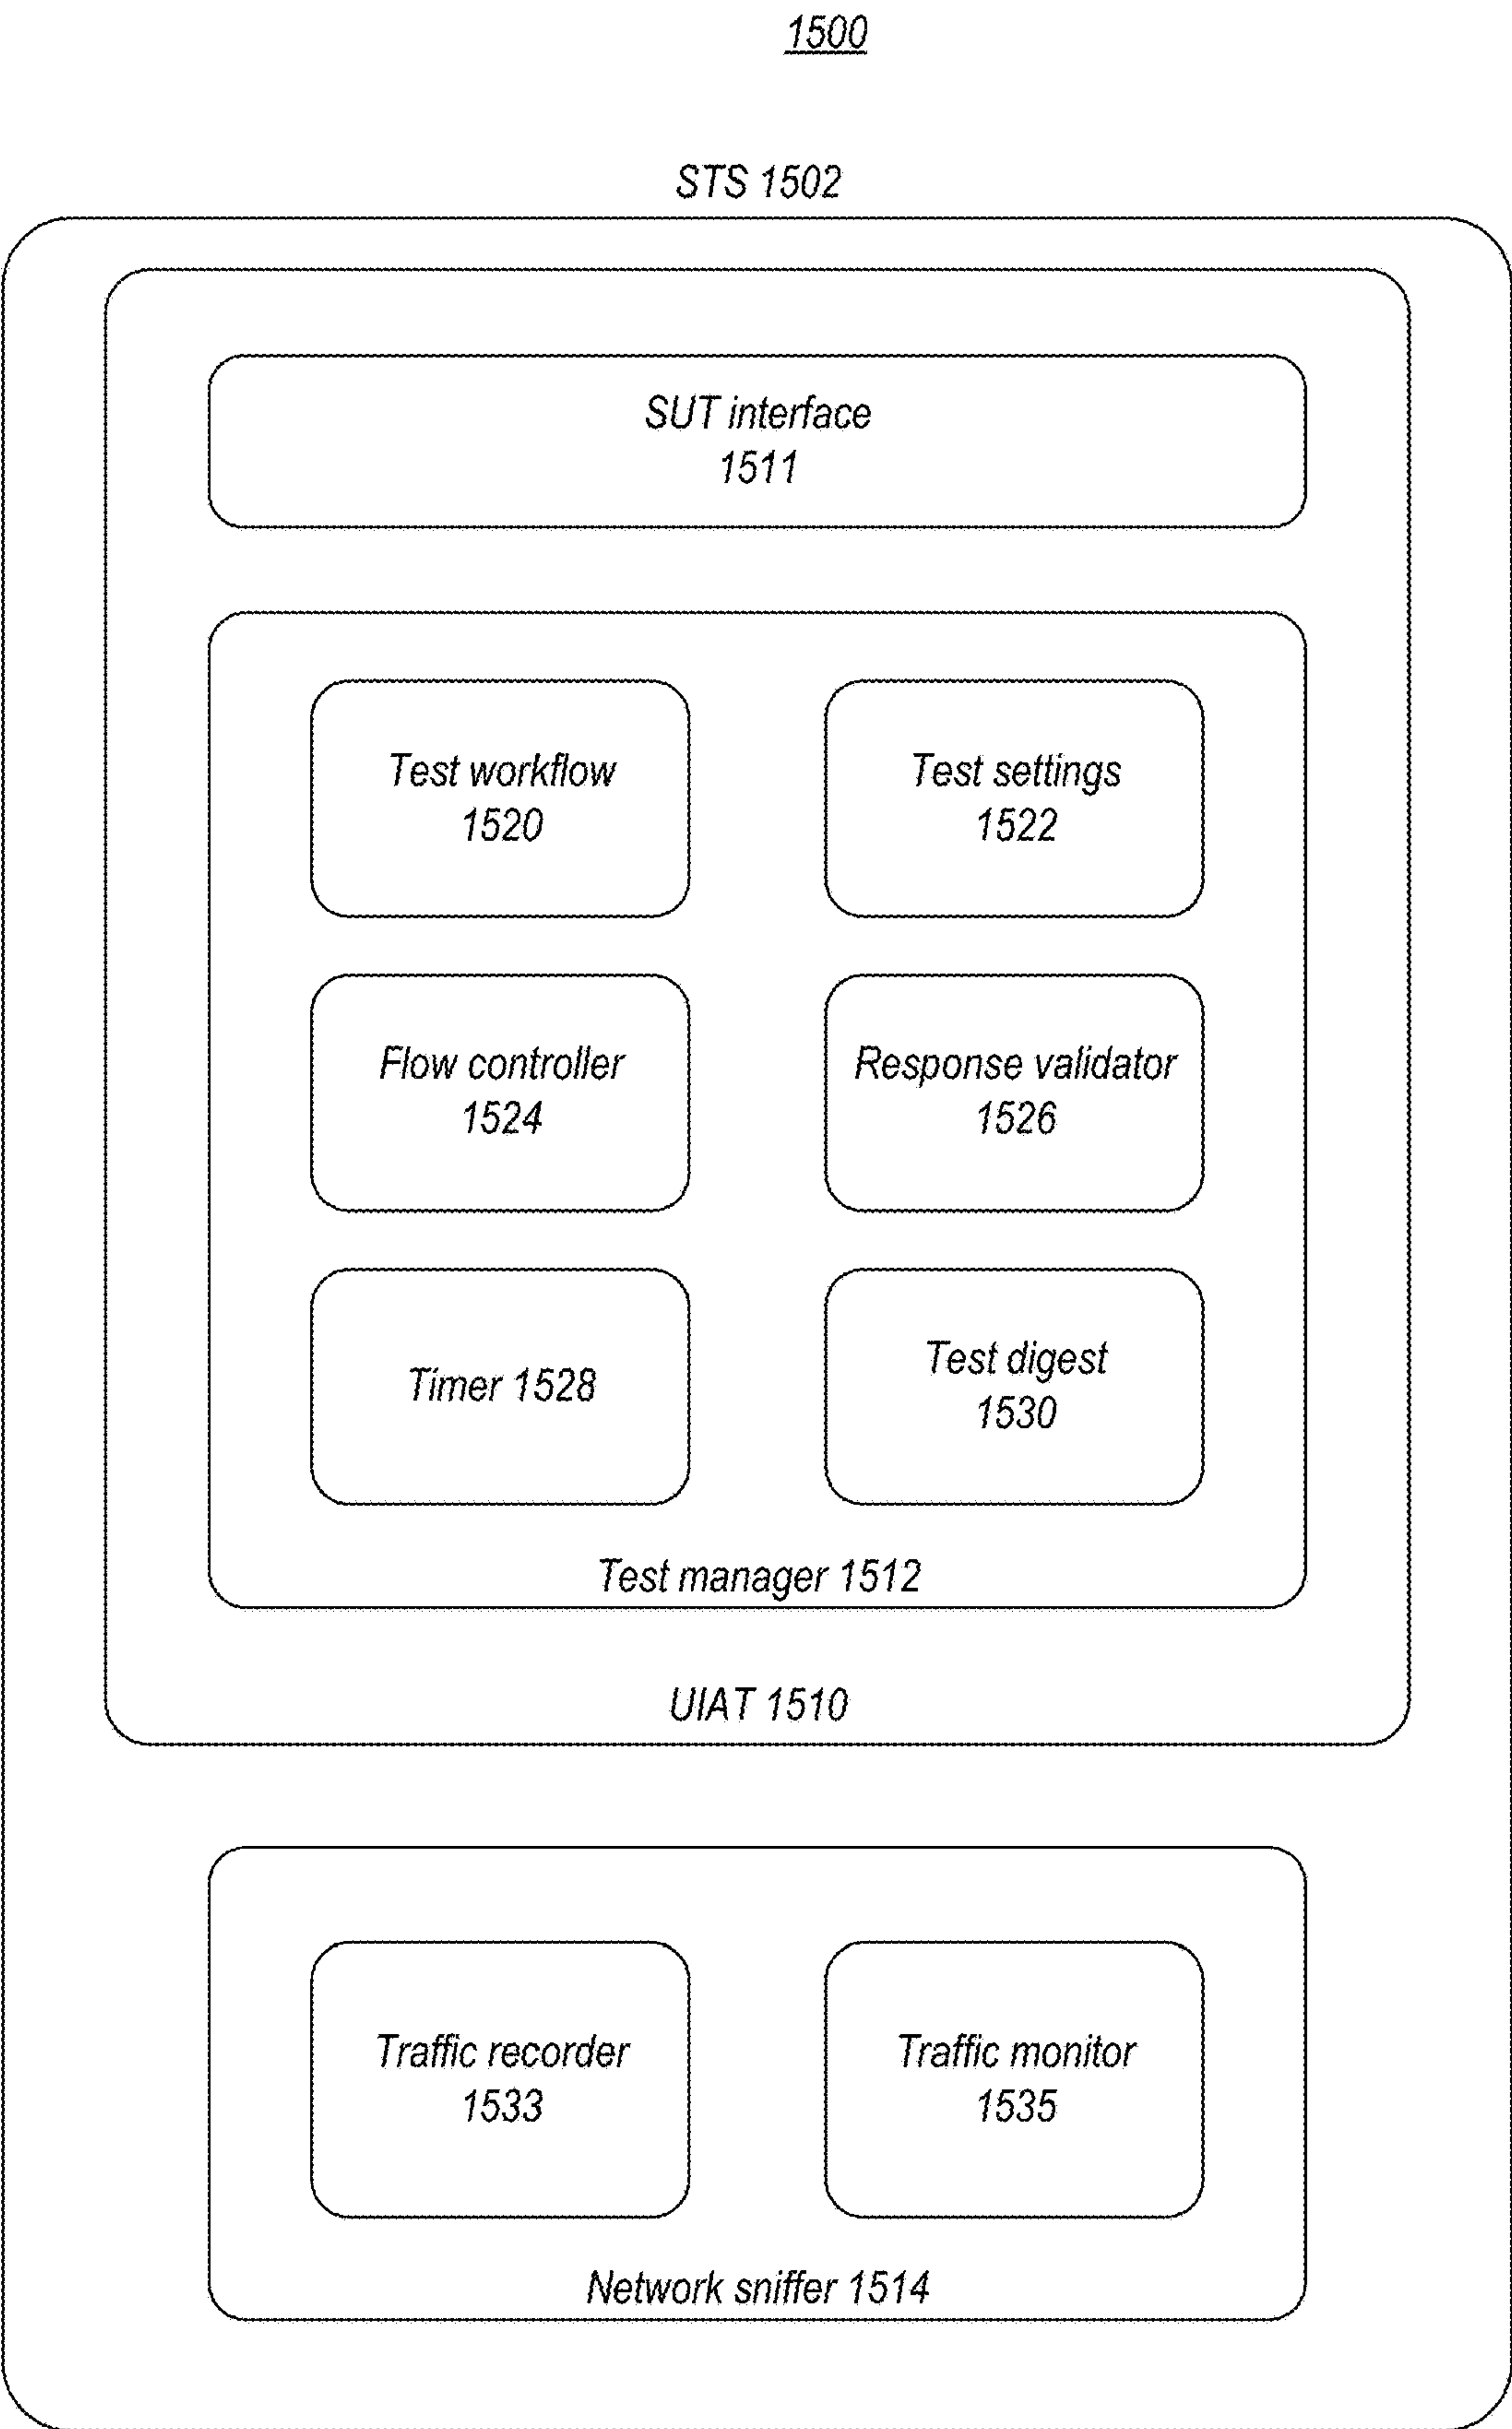 1500
STS 1502
SUT interface
1511
Test workflow
1520
Test settings
1522
Flow controller
1524
Response validator
1526
Timer 1528
Test digest
1530
Test manager 1512
UIAT 1510
Traffic recorder
1533
Traffic monitor
1535
Network sniffer 1514